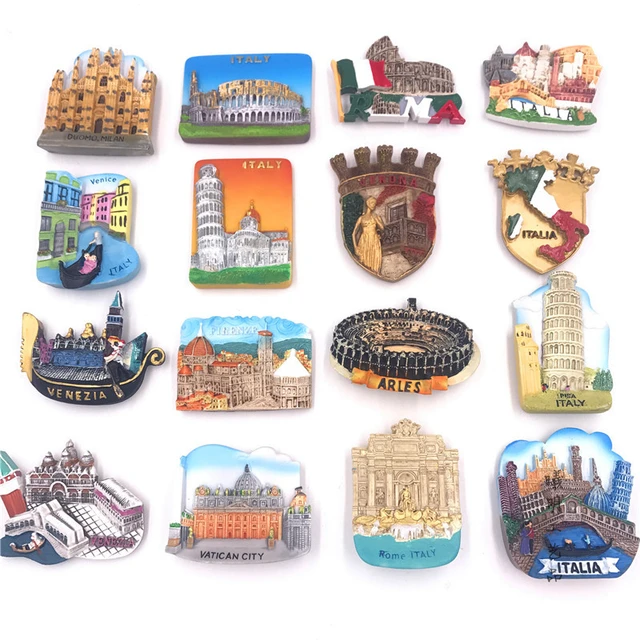 DUOMO, MILAN
ITALY
ROMA
ITALIA
Venice
ITALY
ITALY
ITALIA
VENEZIA
FIRENZE
ARLES
PISA
ITALY
VENEZIA
VATICAN CITY
Rome ITALY
ITALIA